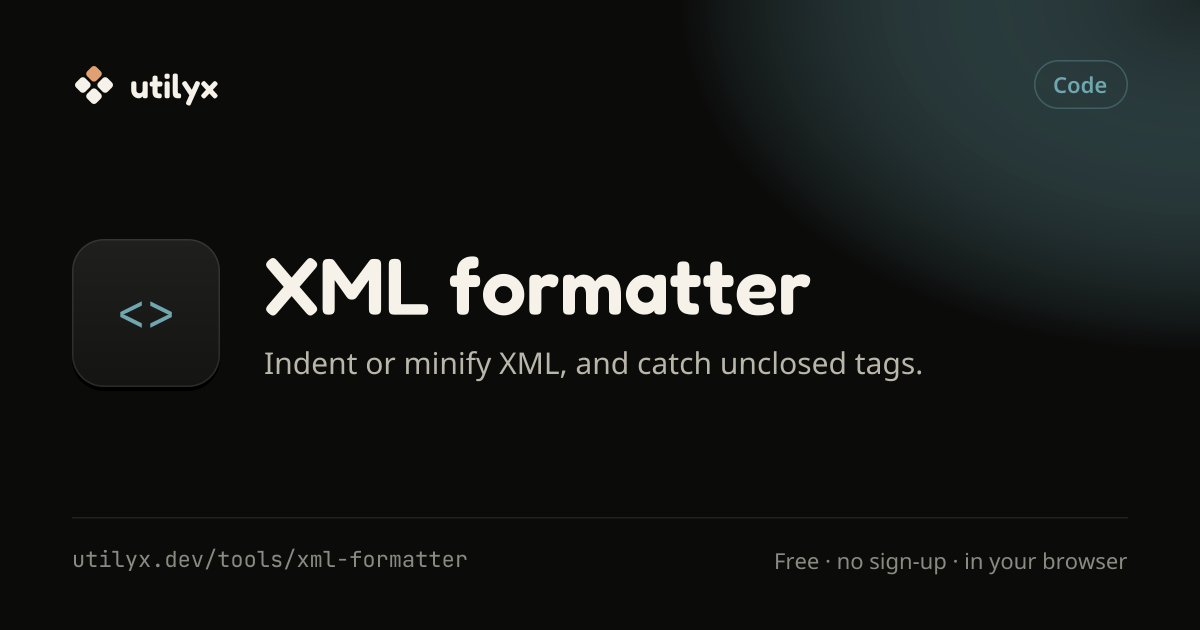 utilyx
Code
<>
XML formatter
Indent or minify XML, and catch unclosed tags.
utilyx.dev/tools/xml-formatter
Free · no sign-up · in your browser